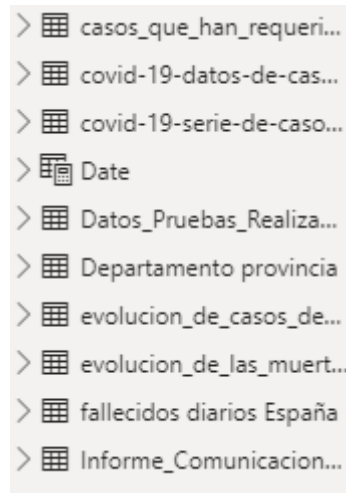 casos_que_han_requeri...
covid-19-datos-de-cas...
covid-19-serie-de-caso...
Date
Datos_Pruebas_Realiza...
Departamento provincia
evolucion_de_casos_de...
evolucion_de_las_muert...
fallecidos diarios España
Informe_Comunicacion...